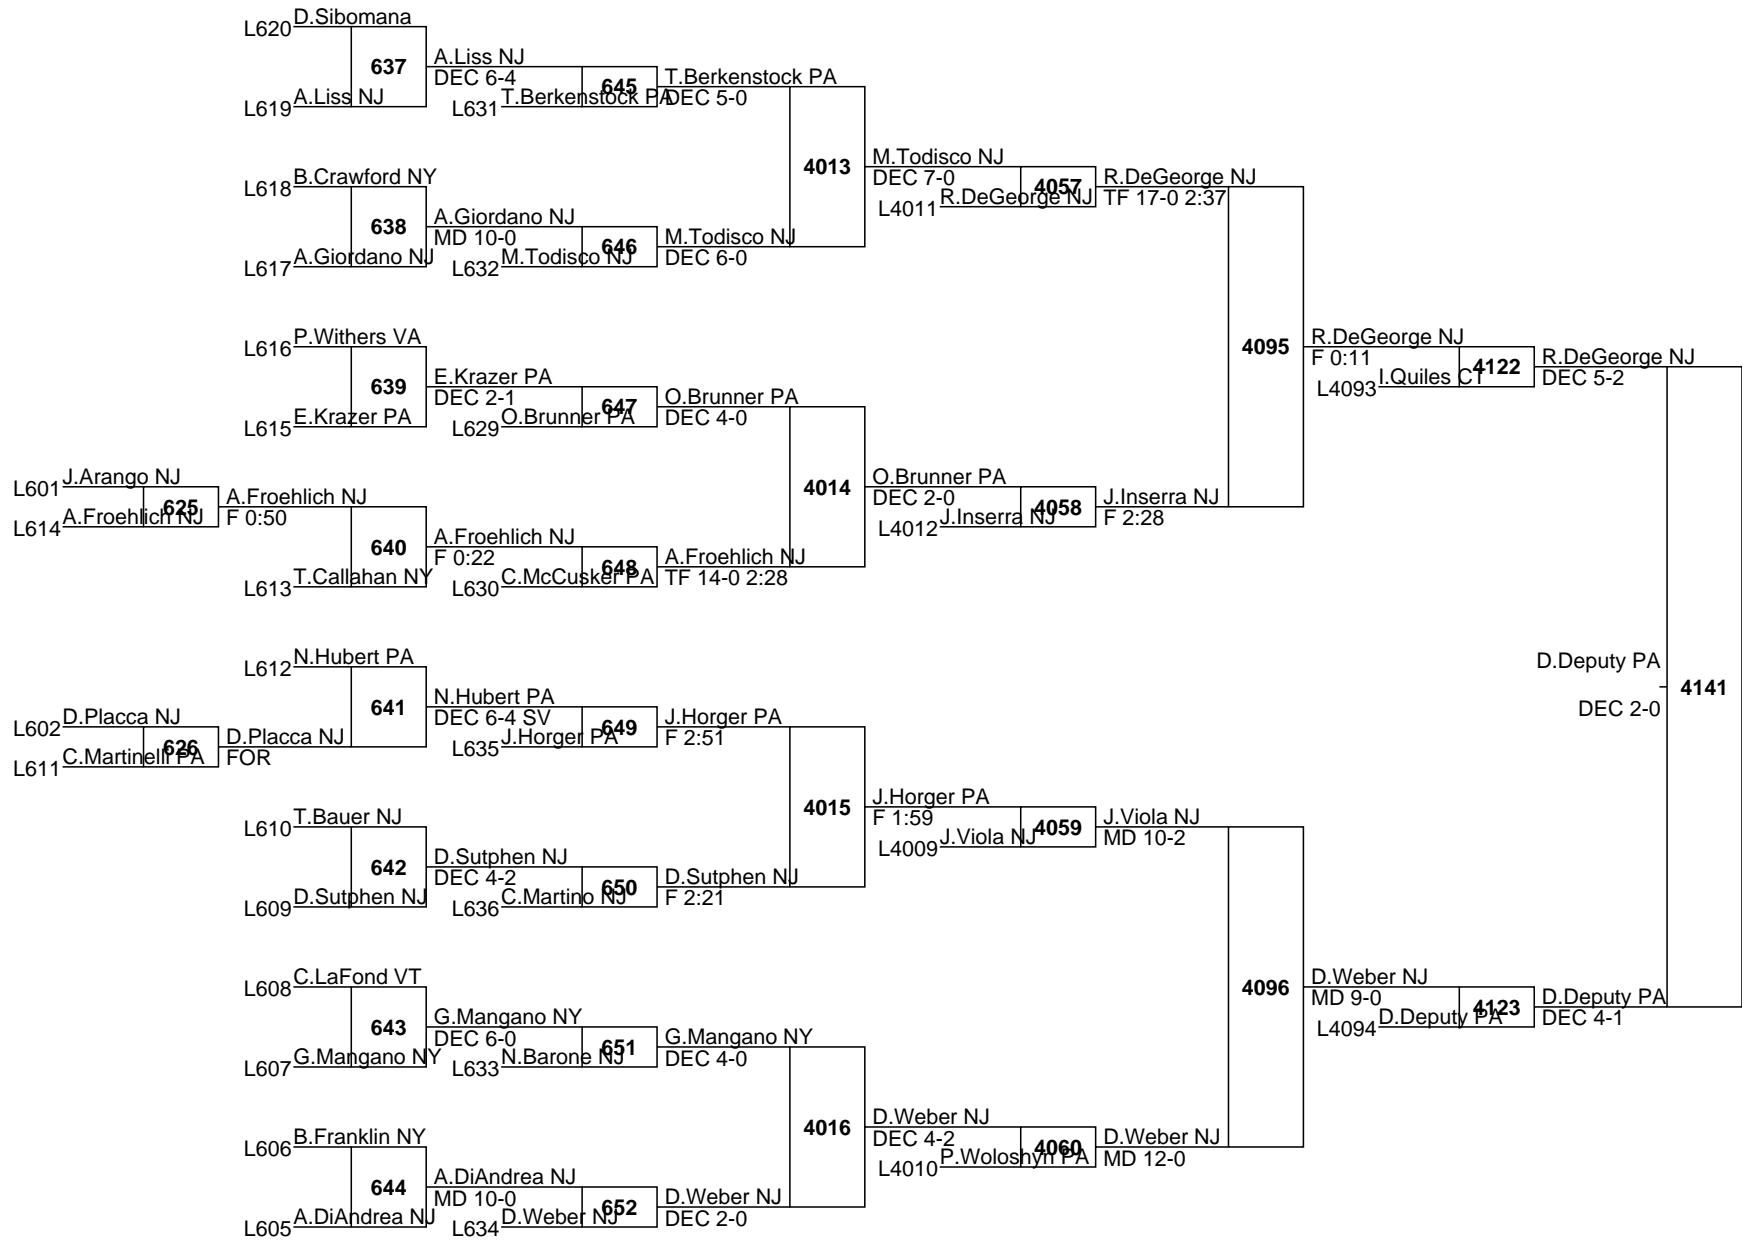 D.Sibomana
L620
637
A.Liss NJ
DEC 6-4
A.Liss NJ
L619
645
T.Berkenstock PA
L631
T.Berkenstock PA
DEC 5-0
4013
B.Crawford NY
L618
638
A.Giordano NJ
MD 10-0
A.Giordano NJ
L617
646
M.Todisco NJ
L632
M.Todisco NJ
DEC 6-0
M.Todisco NJ
DEC 7-0
4057
R.DeGeorge NJ
L4011
R.DeGeorge NJ
TF 17-0 2:37
P.Withers VA
L616
639
E.Krazer PA
DEC 2-1
E.Krazer PA
L615
647
O.Brunner PA
L629
O.Brunner PA
DEC 4-0
4095
R.DeGeorge NJ
F 0:11
4122
I.Quiles CT
L4093
R.DeGeorge NJ
DEC 5-2
J.Arango NJ
L601
625
A.Froehlich NJ
L614
A.Froehlich NJ
F 0:50
640
A.Froehlich NJ
F 0:22
T.Callahan NY
L613
648
C.McCusker PA
L630
A.Froehlich NJ
TF 14-0 2:28
4014
O.Brunner PA
DEC 2-0
4058
J.Inserra NJ
L4012
J.Inserra NJ
F 2:28
N.Hubert PA
L612
641
N.Hubert PA
DEC 6-4 SV
D.Placca NJ
L602
626
C.Martinelli PA
L611
D.Placca NJ
FOR
649
J.Horger PA
L635
J.Horger PA
F 2:51
D.Deputy PA
4141
DEC 2-0
T.Bauer NJ
L610
642
D.Sutphen NJ
DEC 4-2
D.Sutphen NJ
L609
650
C.Martino NJ
L636
D.Sutphen NJ
F 2:21
4015
J.Horger PA
F 1:59
4059
J.Viola NJ
L4009
J.Viola NJ
MD 10-2
C.LaFond VT
L608
643
G.Mangano NY
DEC 6-0
G.Mangano NY
L607
651
N.Barone NJ
L633
G.Mangano NY
DEC 4-0
4096
D.Weber NJ
MD 9-0
4123
D.Deputy PA
L4094
D.Deputy PA
DEC 4-1
B.Franklin NY
L606
644
A.DiAndrea NJ
MD 10-0
A.DiAndrea NJ
L605
652
D.Weber NJ
L634
D.Weber NJ
DEC 2-0
4016
D.Weber NJ
DEC 4-2
4060
P.Woloshyn PA
L4010
D.Weber NJ
MD 12-0